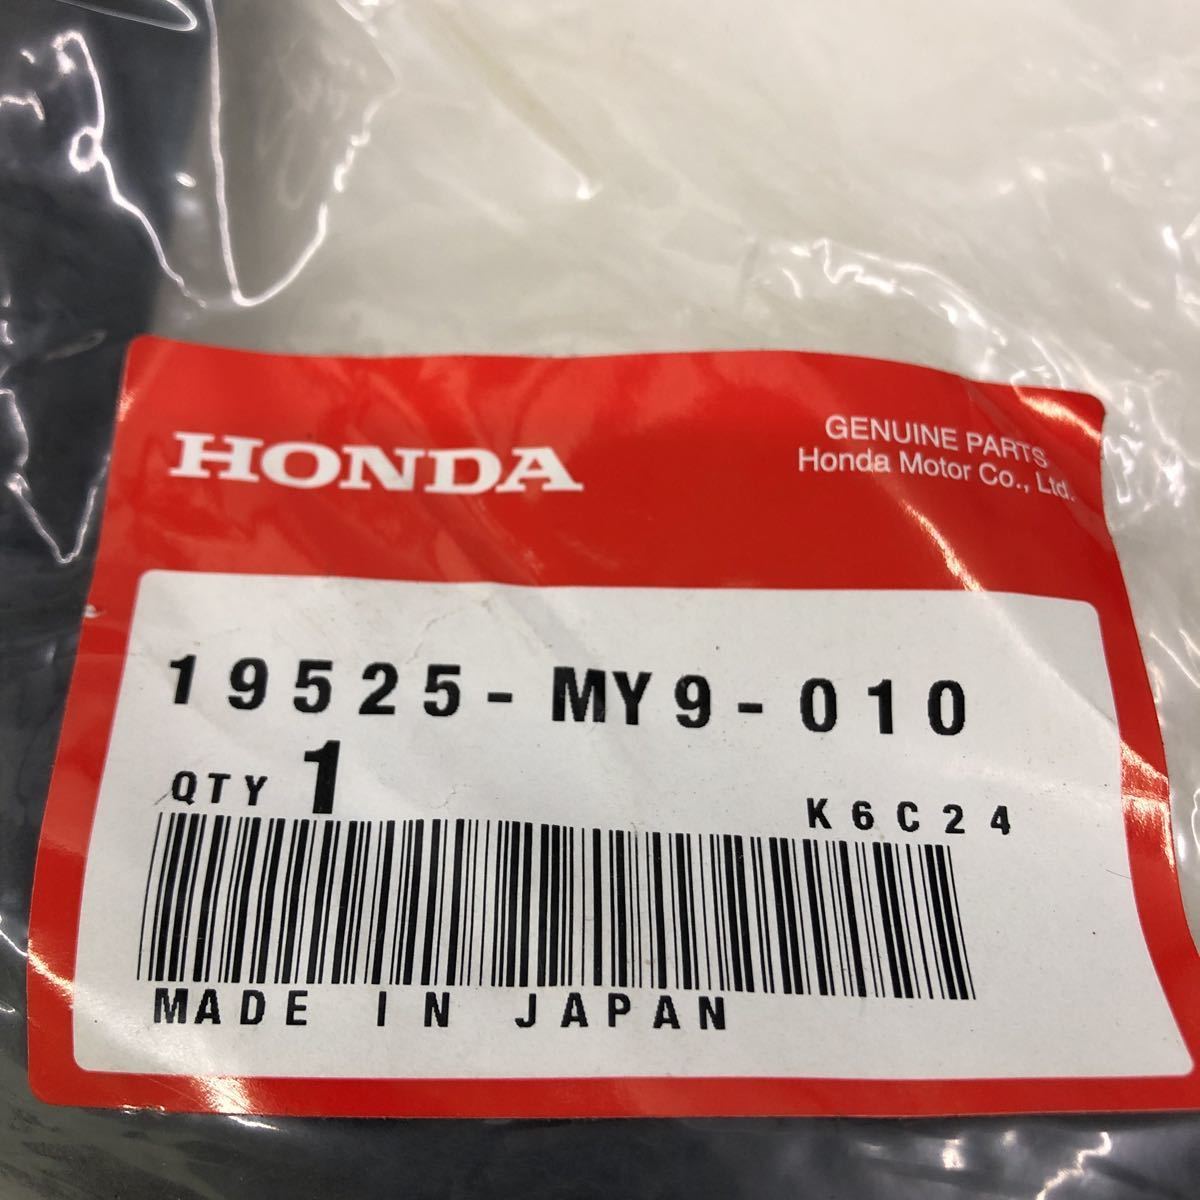 HONDA
GENUINE PARTS
Honda Motor Co., Ltd.
19525-MY9-010
QTY 1
K6C24
MADE IN JAPAN